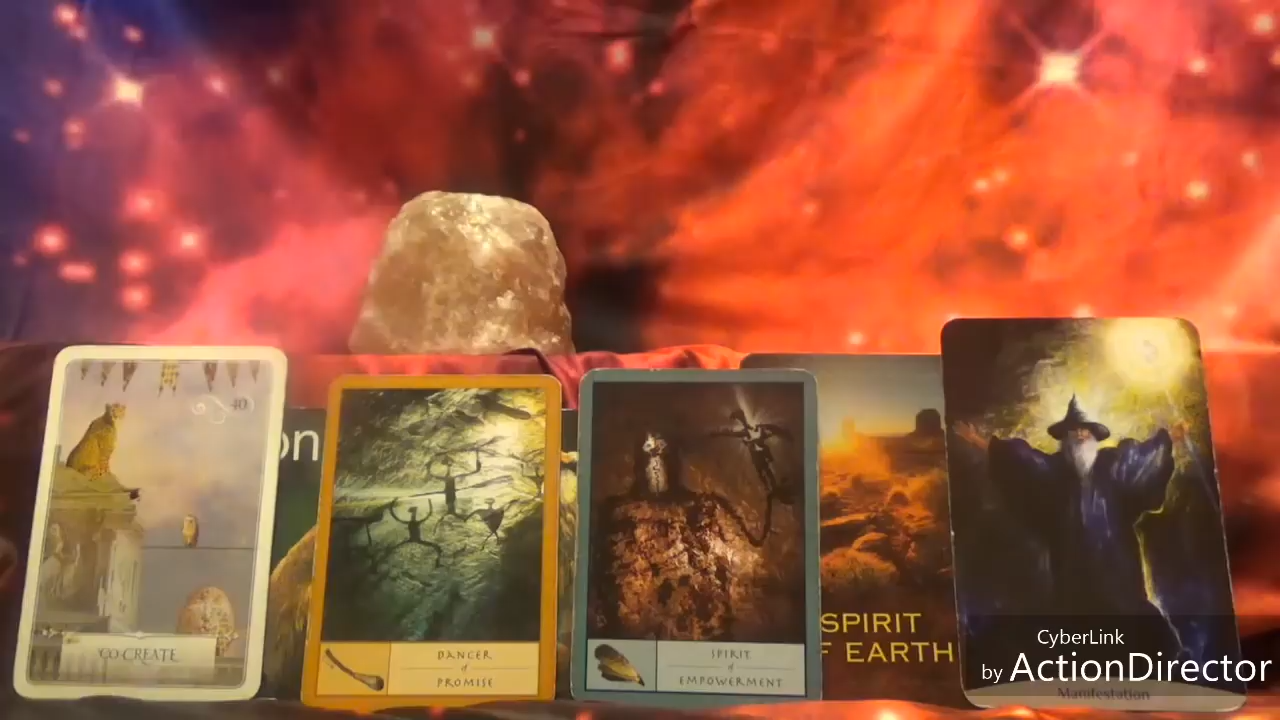 40
CO-CREATE
on
DANCER
of
PROMISE
SPIRIT
of
EMPOWERMENT
SPIRIT
F EARTH
Manifestation
CyberLink
by ActionDirector